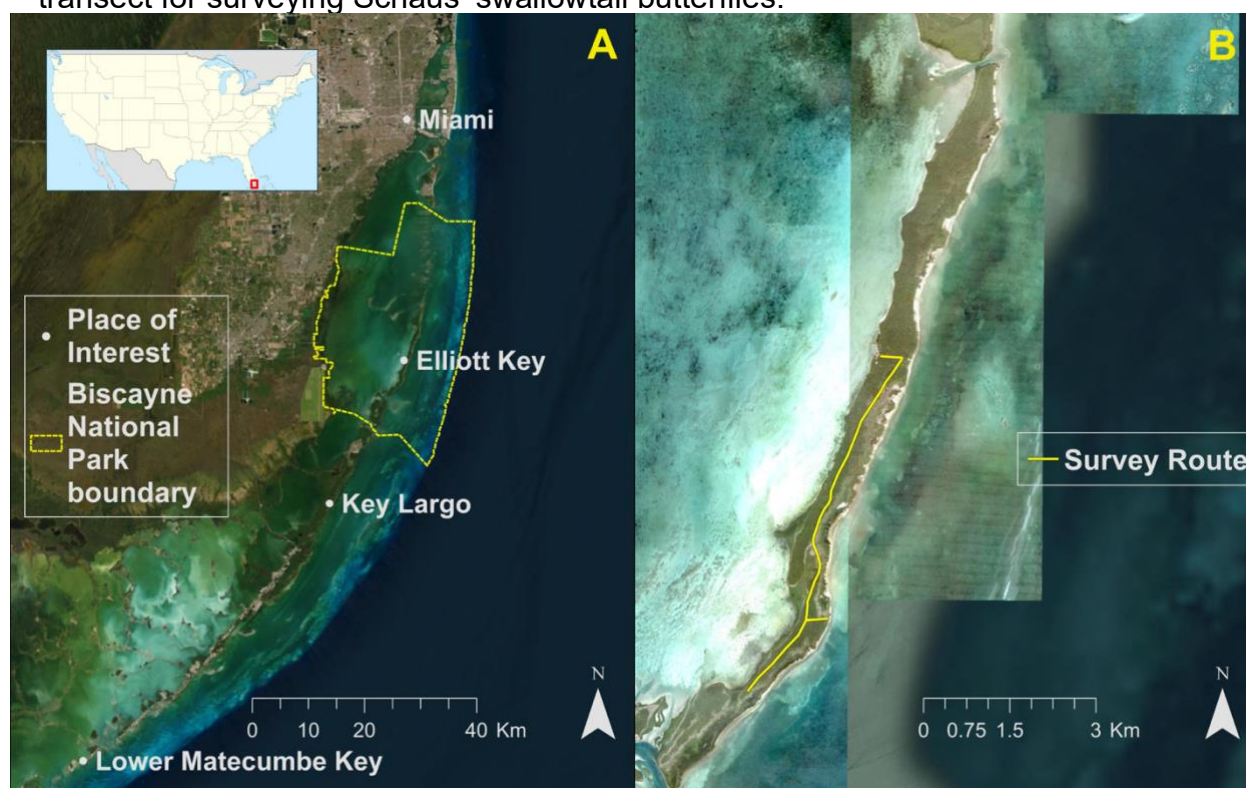 transect for surveying Schaus' swallowtail butterflies.
A
B
Miami
Place of
Interest
Biscayne
National
Park
boundary
Elliott Key
Key Largo
Lower Matecumbe Key
N
0 10 20 40 Km
Survey Route
N
0 0.75 1.5 3 Km